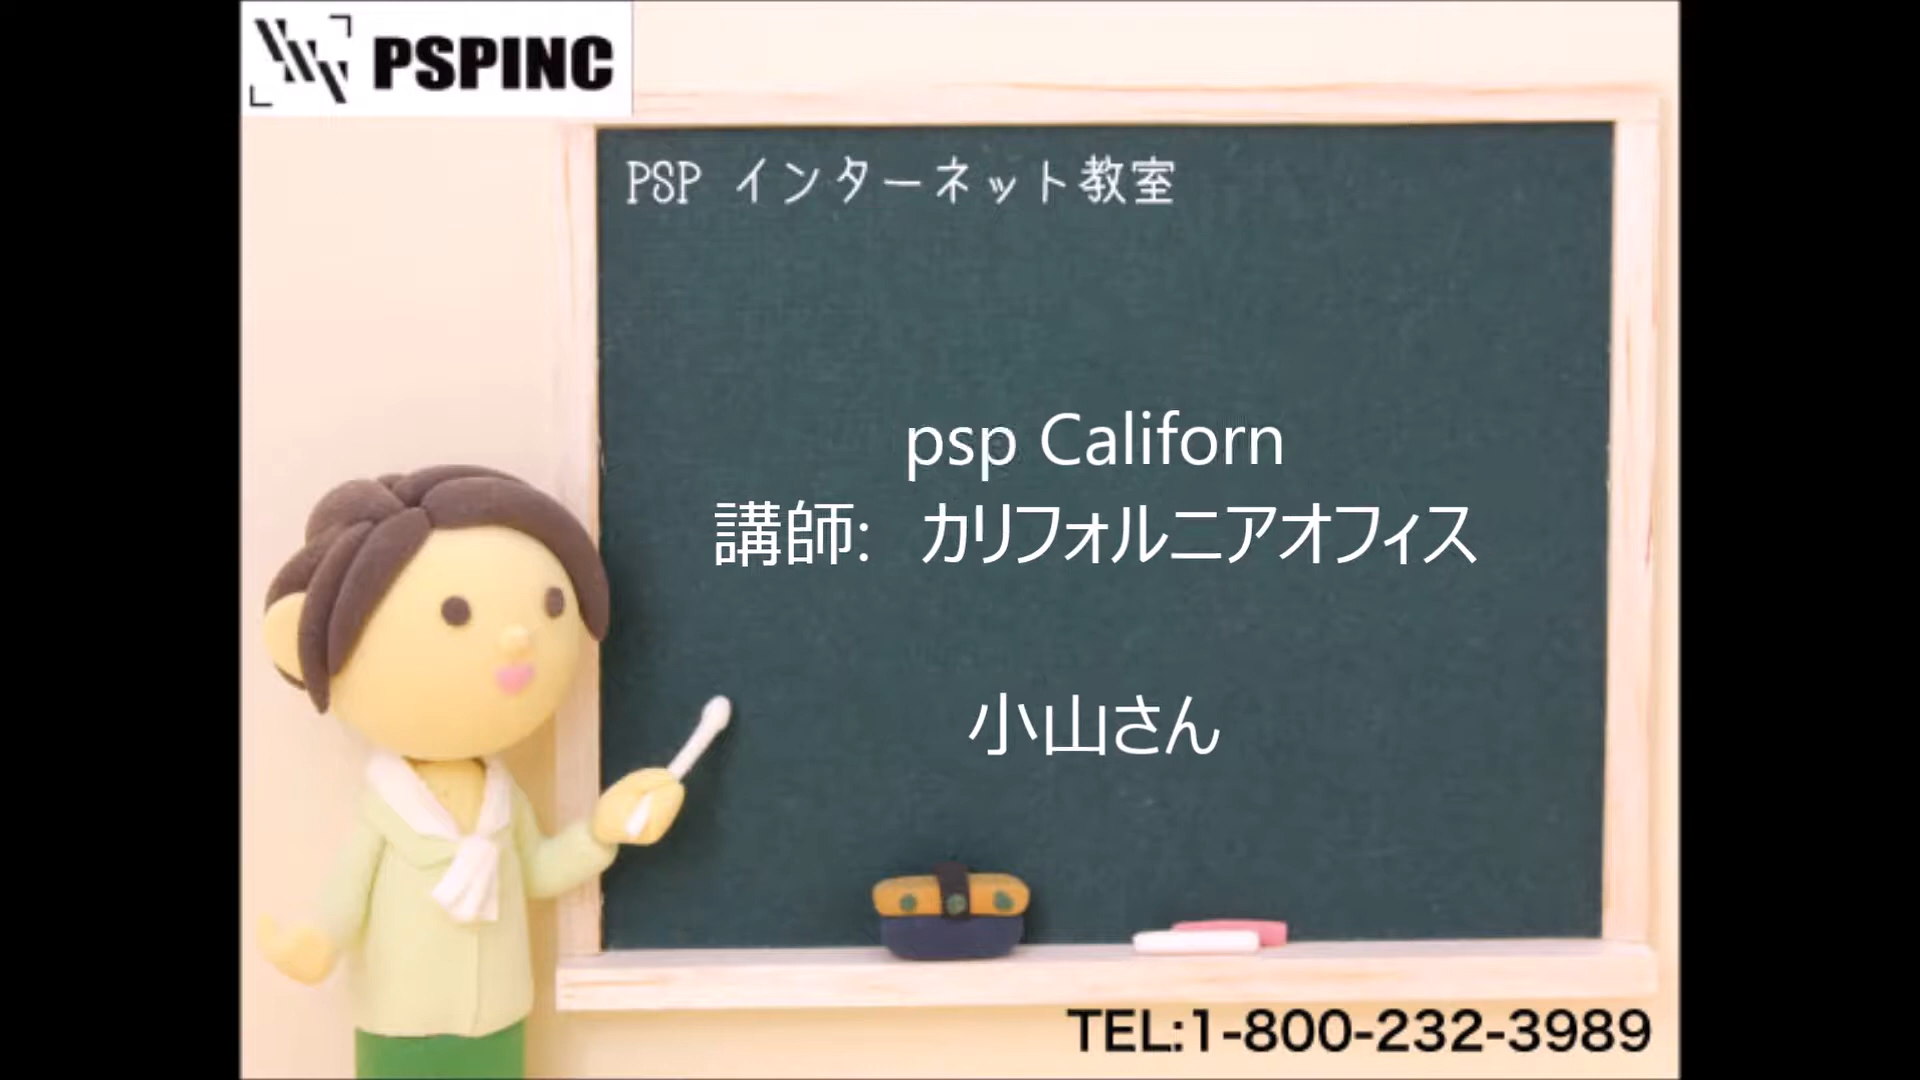 PSPINC
PSP インターネット教室
psp Californ
講師: カリフォルニアオフィス
小山さん
TEL:1-800-232-3989